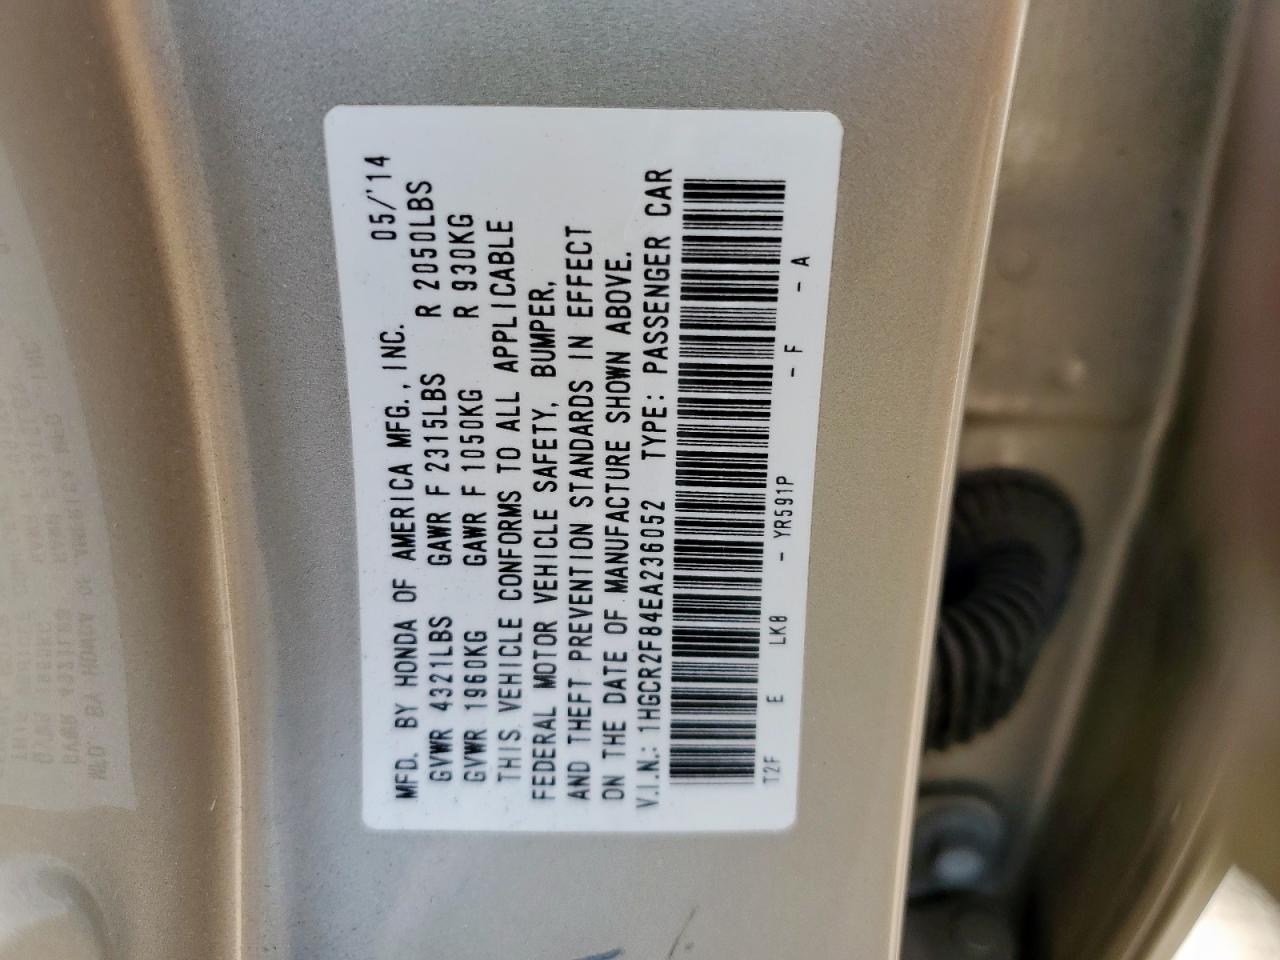 MFD. BY HONDA OF AMERICA MFG., INC. 05/'14
GVWR 4321LBS GAWR F 2315LBS R 2050LBS
GVWR 1960KG GAWR F 1050KG R 930KG
THIS VEHICLE CONFORMS TO ALL APPLICABLE
FEDERAL MOTOR VEHICLE SAFETY, BUMPER,
AND THEFT PREVENTION STANDARDS IN EFFECT
ON THE DATE OF MANUFACTURE SHOWN ABOVE.
V.I.N.: 1HGCR2F84EA236052 TYPE: PASSENGER CAR
T2F E LK8 - YR591P - F - A